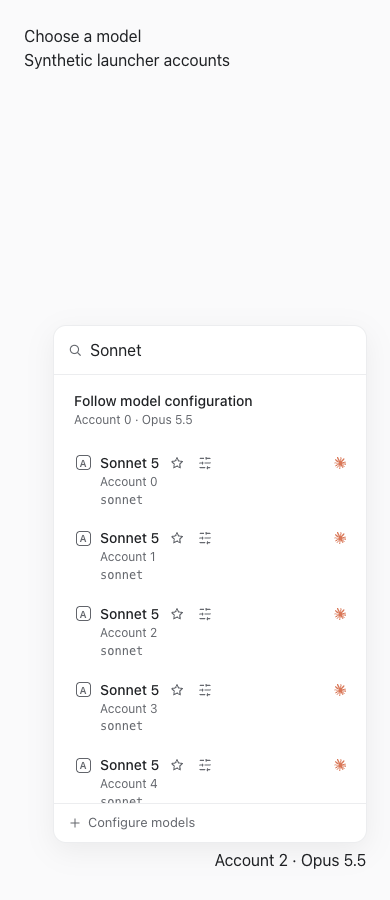 Choose a model
Synthetic launcher accounts
Sonnet
Follow model configuration
Account 0 · Opus 5.5
A Sonnet 5
Account 0
sonnet
A Sonnet 5
Account 1
sonnet
A Sonnet 5
Account 2
sonnet
A Sonnet 5
Account 3
sonnet
A Sonnet 5
Account 4
sonnet
Configure models
Account 2 · Opus 5.5